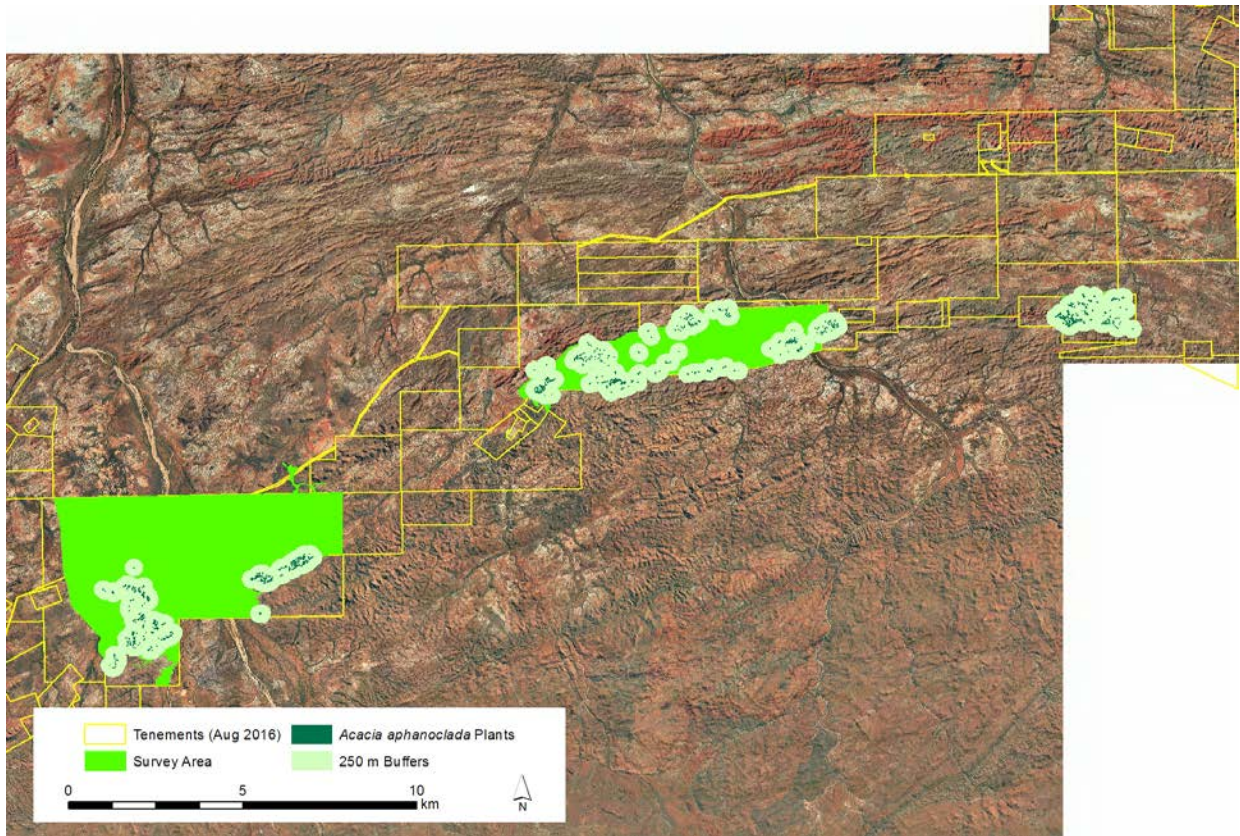 Tenements (Aug 2016)
Acacia aphanoclada Plants
Survey Area
250 m Buffers
0 5 10
km
N